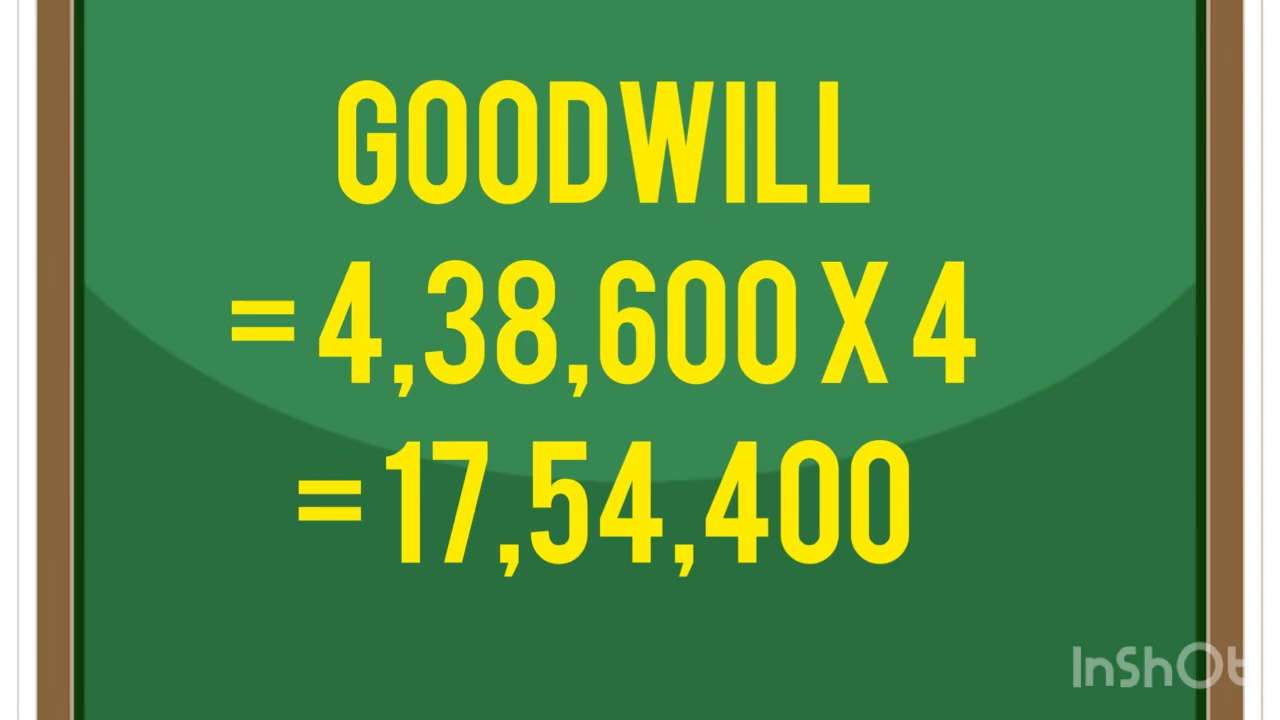 GOODWILL
= 4,38,600 X 4
= 17,54,400
InShOt